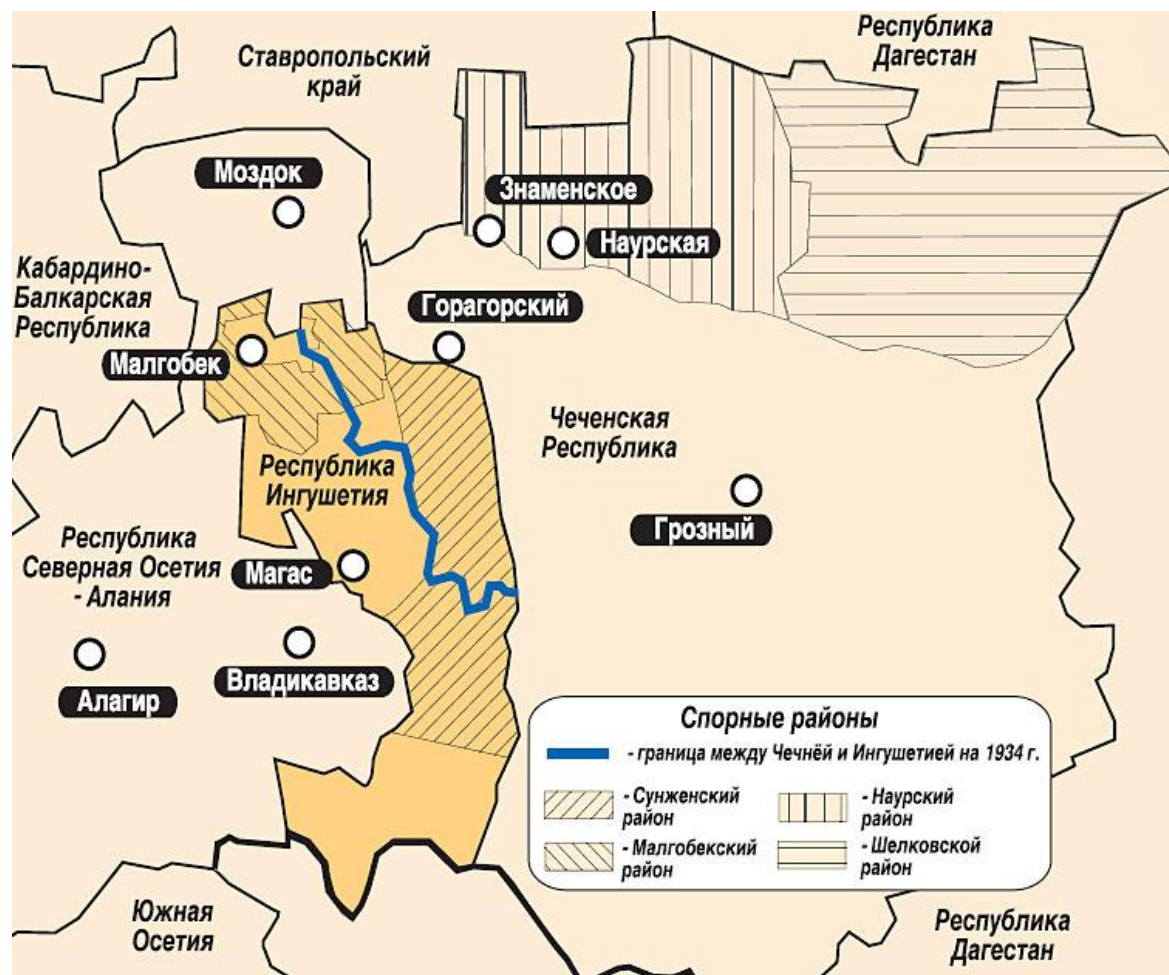 Ставропольский
край
Республика
Дагестан
Моздок
Знаменское
Наурская
Кабардино-
Балкарская
Республика
Горагорский
Малгобек
Чеченская
Республика
Республика
Ингушетия
Грозный
Республика
Северная Осетия
- Алания
Магас
Владикавказ
Алагир
Спорные районы
- граница между Чечнёй и Ингушетией на 1934 г.
- Сунженский
район
- Наурский
район
- Малгобекский
район
- Шелковской
район
Южная
Осетия
Республика
Дагестан